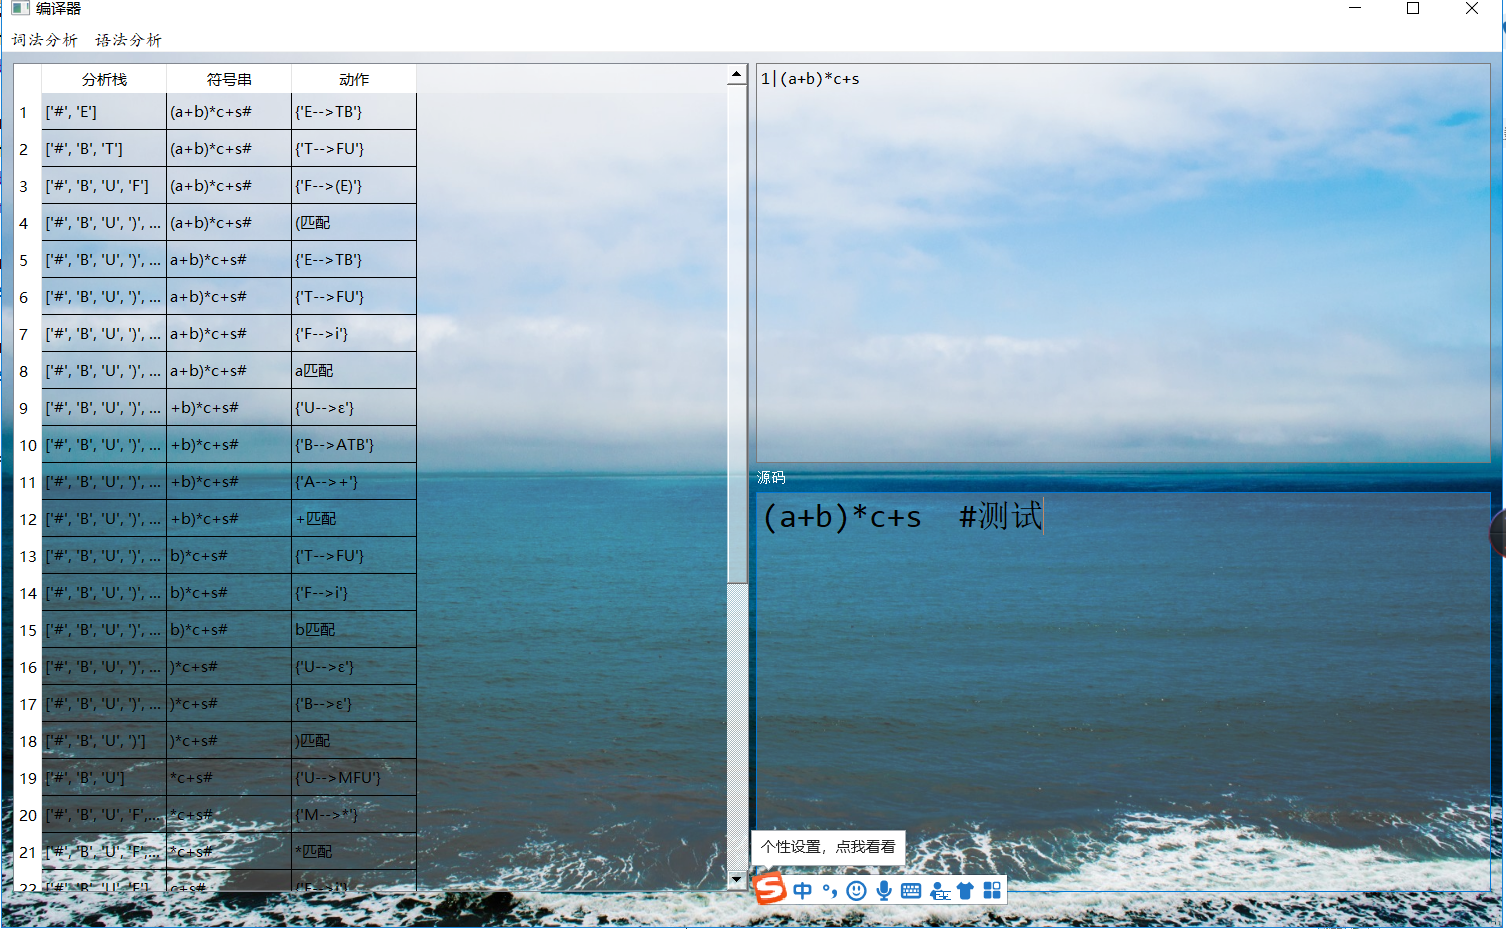 编译器
词法分析 语法分析
分析栈 符号串 动作
1 ['#', 'E'] (a+b)*c+s# {'E-->TB'}
2 ['#', 'B', 'T'] (a+b)*c+s# {'T-->FU'}
3 ['#', 'B', 'U', 'F'] (a+b)*c+s# {'F-->(E)'}
4 ['#', 'B', 'U', ')', ... (a+b)*c+s# (匹配
5 ['#', 'B', 'U', ')', ... a+b)*c+s# {'E-->TB'}
6 ['#', 'B', 'U', ')', ... a+b)*c+s# {'T-->FU'}
7 ['#', 'B', 'U', ')', ... a+b)*c+s# {'F-->i'}
8 ['#', 'B', 'U', ')', ... a+b)*c+s# a匹配
9 ['#', 'B', 'U', ')', ... +b)*c+s# {'U-->ε'}
10 ['#', 'B', 'U', ')', ... +b)*c+s# {'B-->ATB'}
11 ['#', 'B', 'U', ')', ... +b)*c+s# {'A-->+'}
12 ['#', 'B', 'U', ')', ... +b)*c+s# +匹配
13 ['#', 'B', 'U', ')', ... b)*c+s# {'T-->FU'}
14 ['#', 'B', 'U', ')', ... b)*c+s# {'F-->i'}
15 ['#', 'B', 'U', ')', ... b)*c+s# b匹配
16 ['#', 'B', 'U', ')', ... )*c+s# {'U-->ε'}
17 ['#', 'B', 'U', ')', ... )*c+s# {'B-->ε'}
18 ['#', 'B', 'U', ')'] )*c+s# )匹配
19 ['#', 'B', 'U'] *c+s# {'U-->MFU'}
20 ['#', 'B', 'U', 'F',... *c+s# {'M-->*'}
21 ['#', 'B', 'U', 'F',... *c+s# *匹配
22 ['#', 'B', 'U', 'F'] c+s# {'F-->i'}
1|(a+b)*c+s
源码
(a+b)*c+s #测试
个性设置，点我看看
中